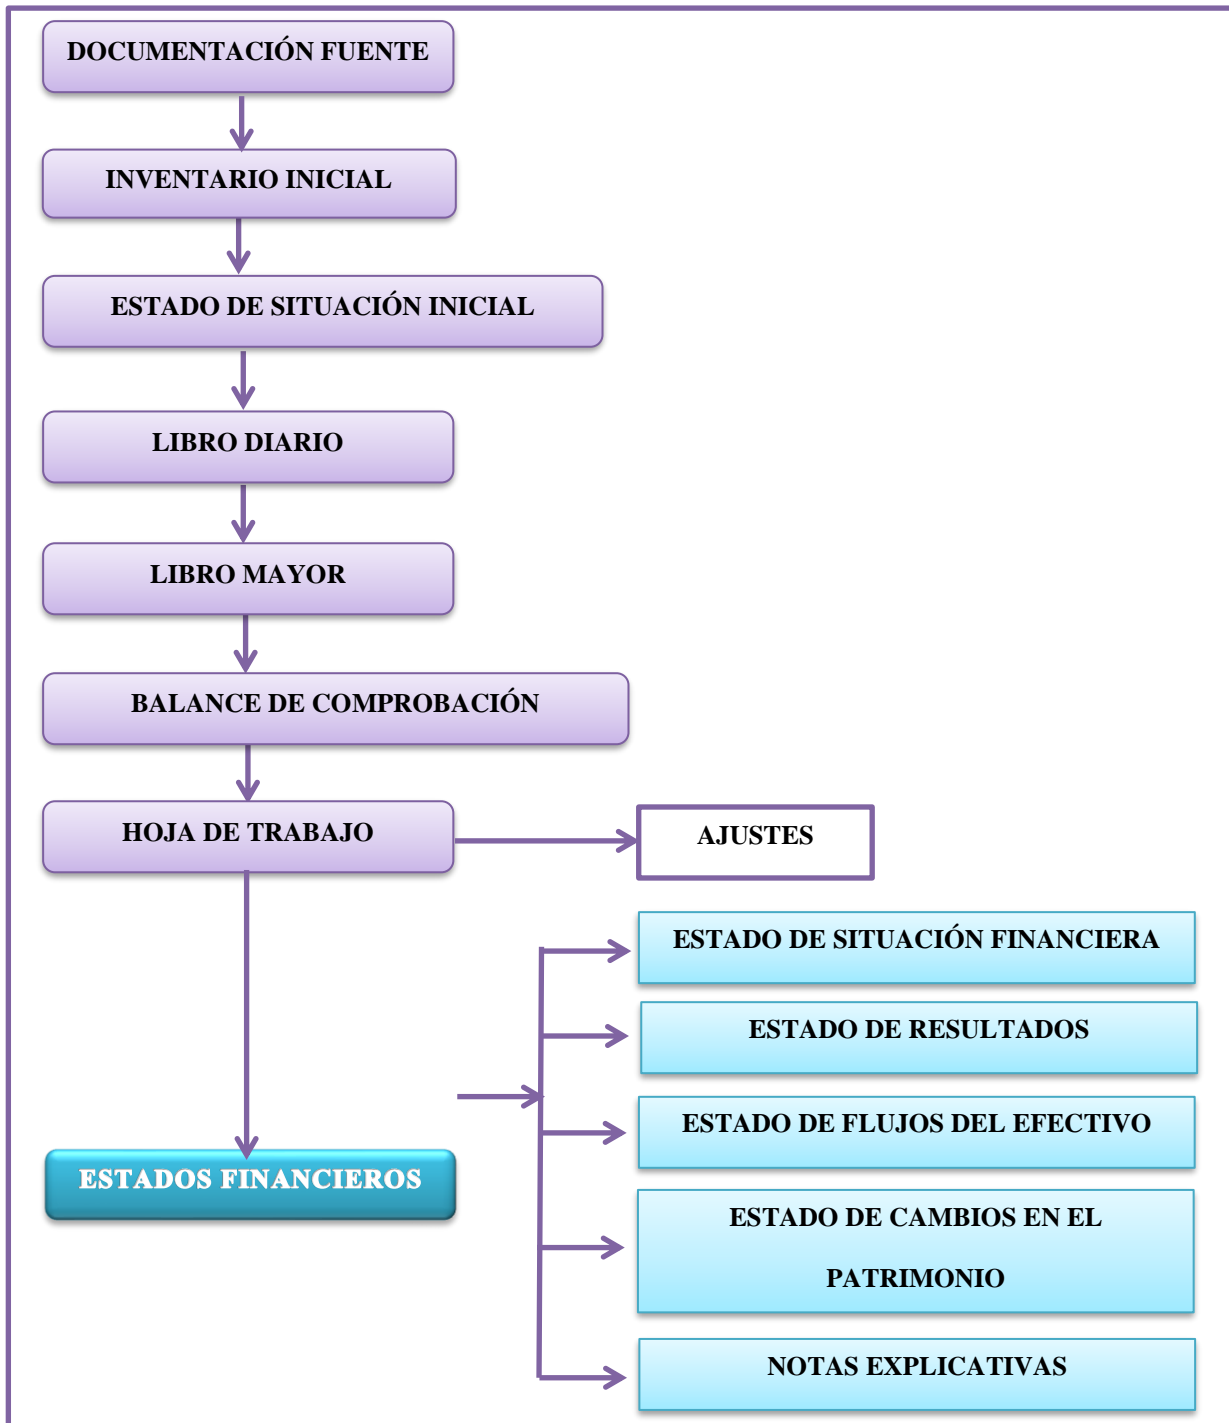 DOCUMENTACIÓN FUENTE
INVENTARIO INICIAL
ESTADO DE SITUACIÓN INICIAL
LIBRO DIARIO
LIBRO MAYOR
BALANCE DE COMPROBACIÓN
HOJA DE TRABAJO
AJUSTES
ESTADOS FINANCIEROS
ESTADO DE SITUACIÓN FINANCIERA
ESTADO DE RESULTADOS
ESTADO DE FLUJOS DEL EFECTIVO
ESTADO DE CAMBIOS EN EL
PATRIMONIO
NOTAS EXPLICATIVAS